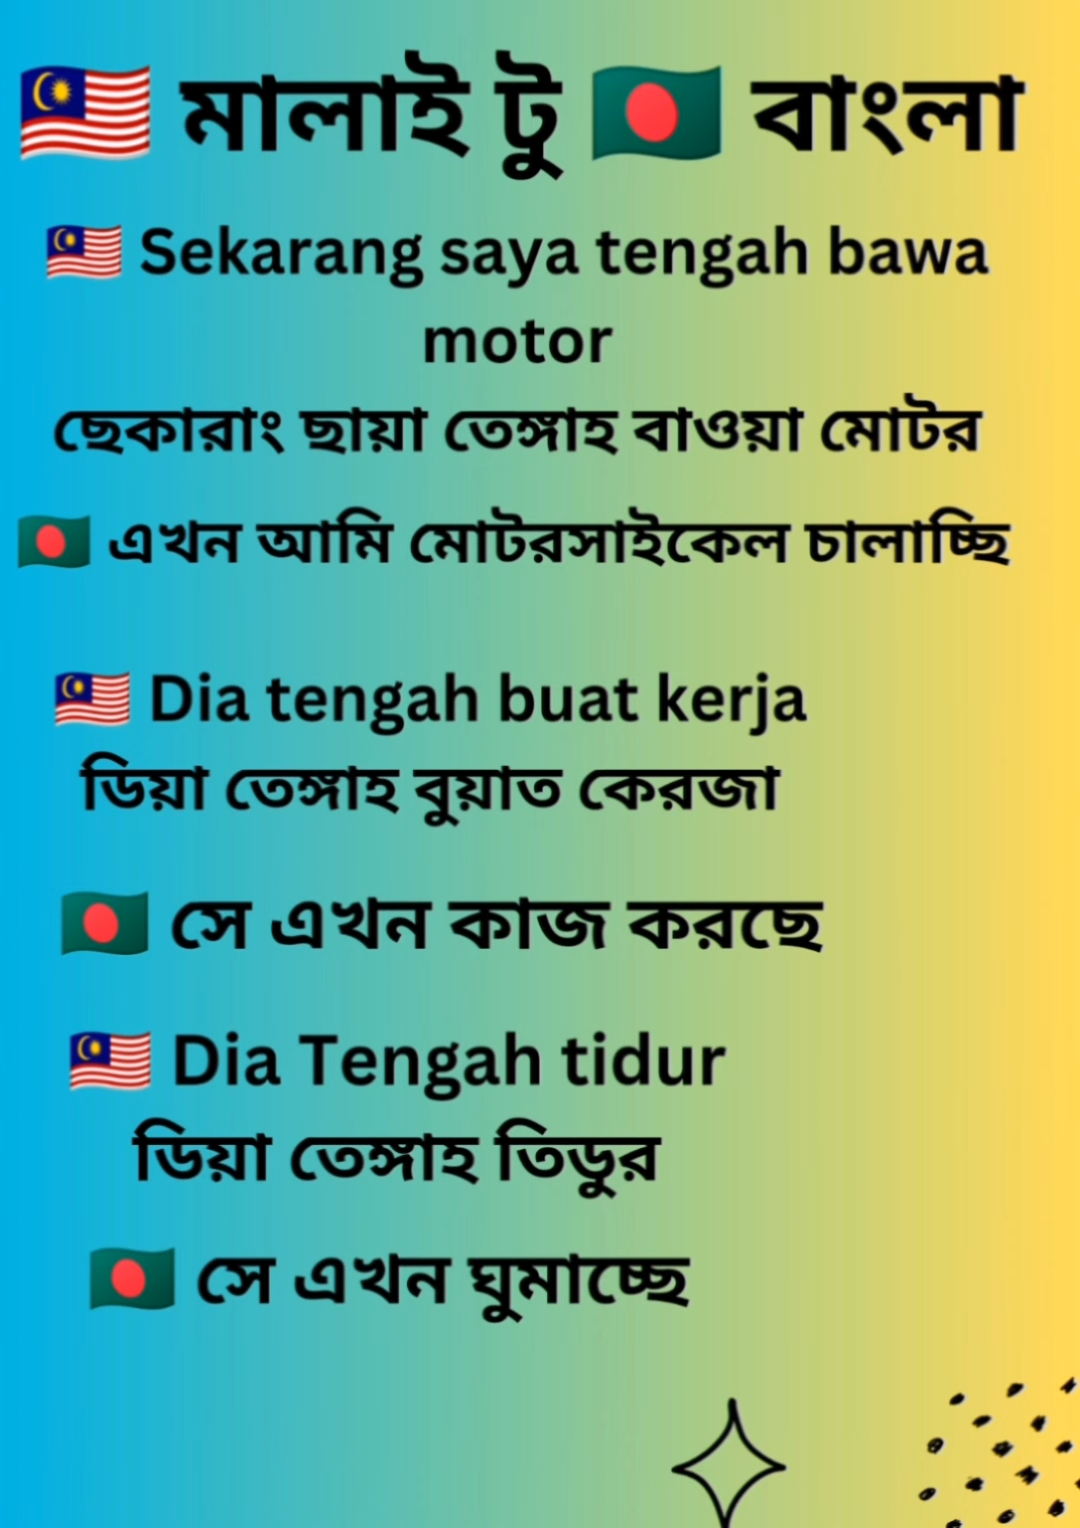 🇲🇾 মালাই টু 🇧🇩 বাংলা
🇲🇾 Sekarang saya tengah bawa
motor
ছেকারাং ছায়া তেঙ্গাহ বাওয়া মোটর
🇧🇩 এখন আমি মোটরসাইকেল চালাচ্ছি
🇲🇾 Dia tengah buat kerja
ডিয়া তেঙ্গাহ বুয়াত কেরজা
🇧🇩 সে এখন কাজ করছে
🇲🇾 Dia Tengah tidur
ডিয়া তেঙ্গাহ তিডুর
🇧🇩 সে এখন ঘুমাচ্ছে